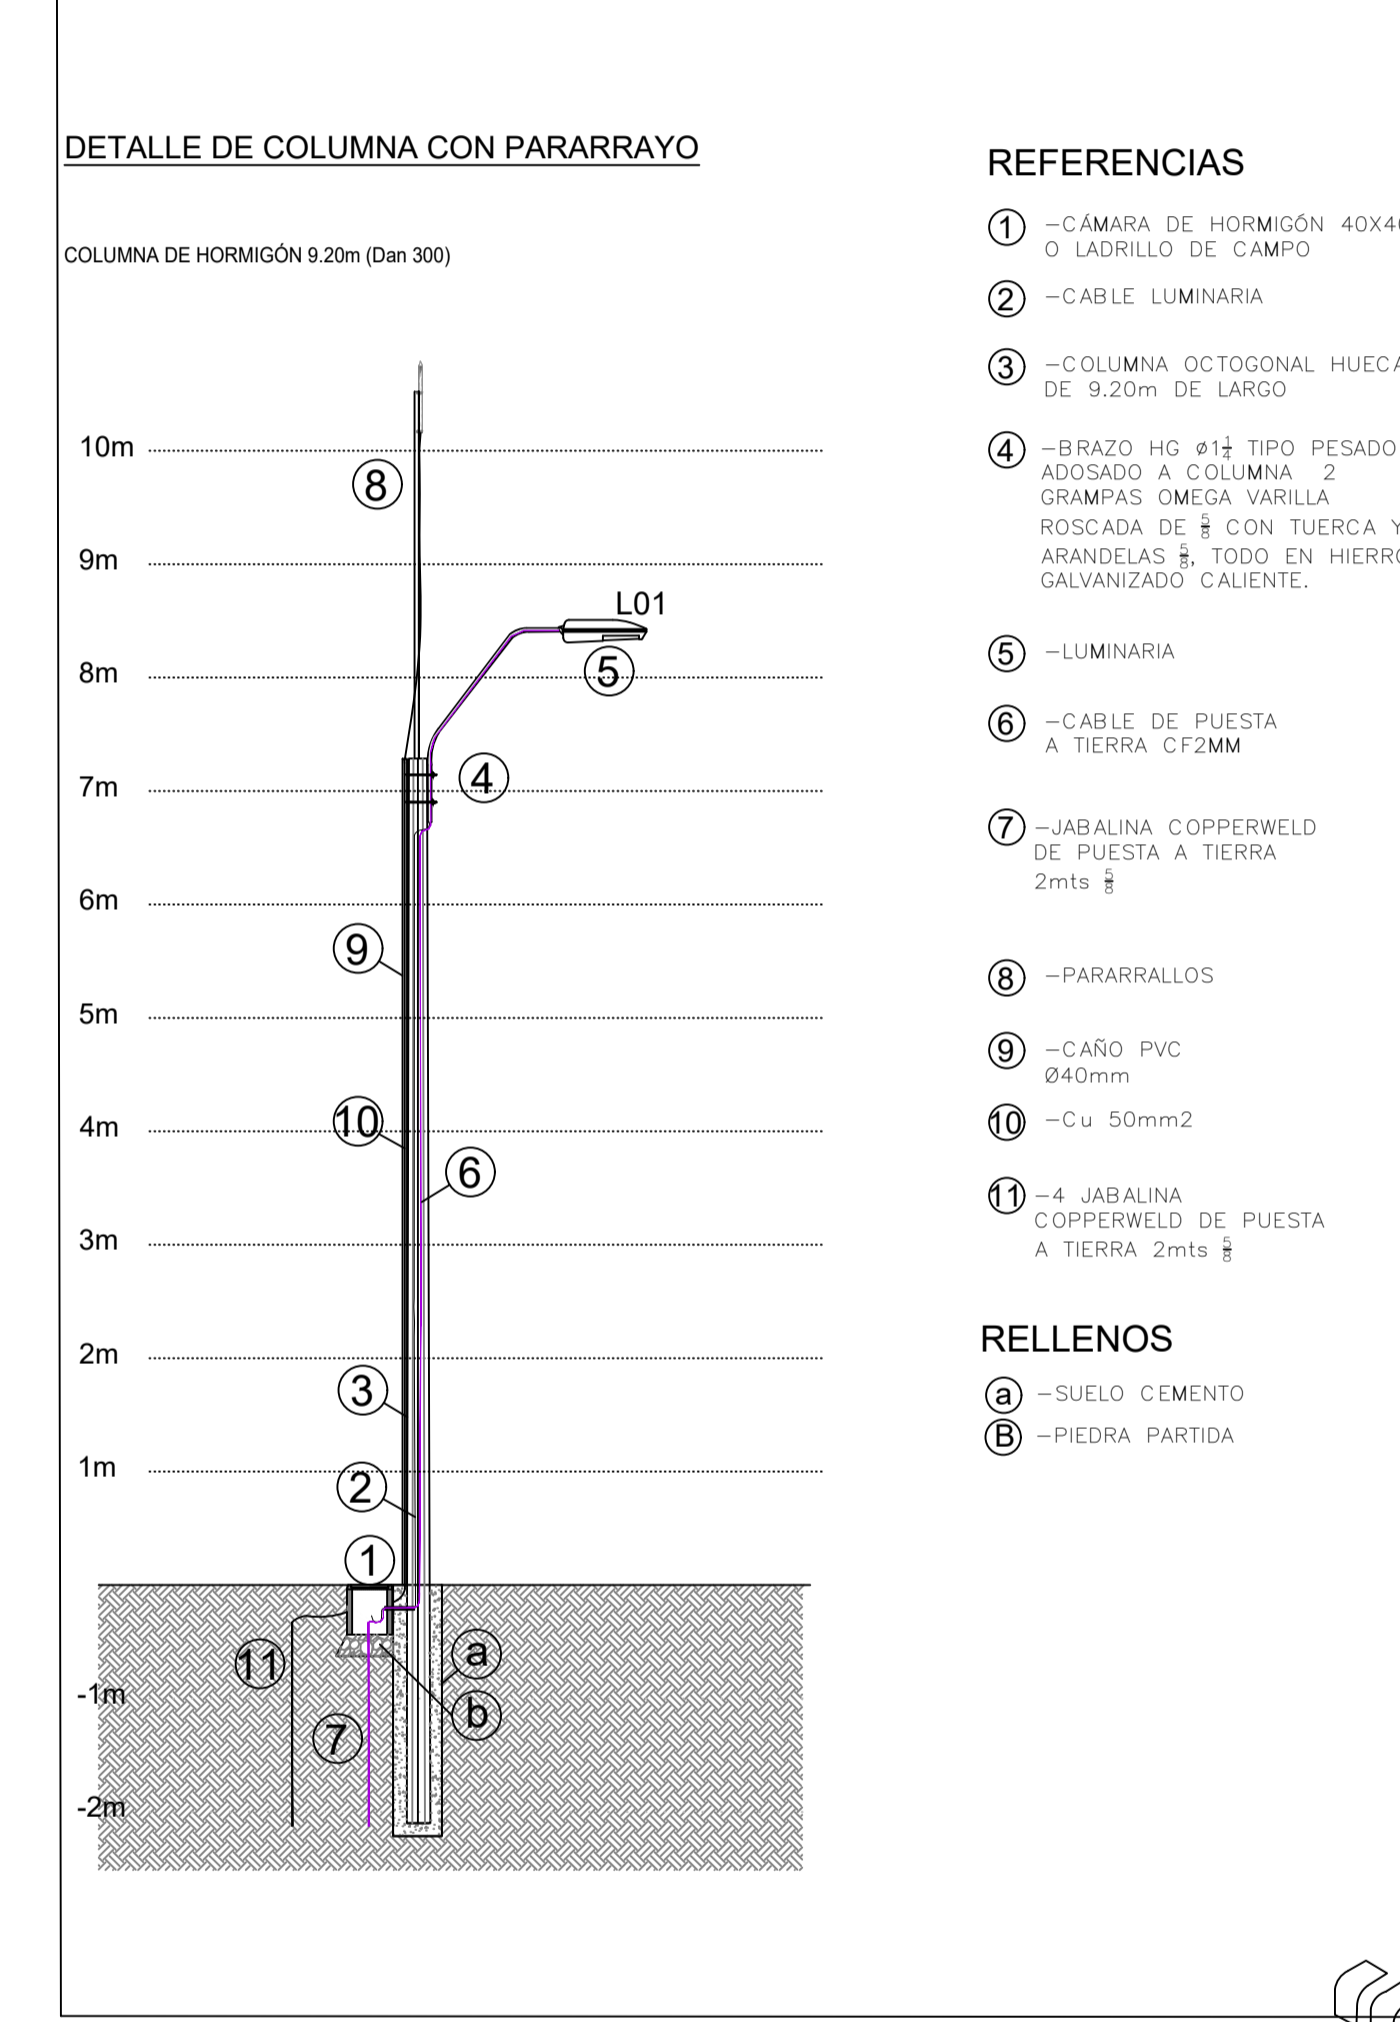 DETALLE DE COLUMNA CON PARARRAYO
COLUMNA DE HORMIGÓN 9.20m (Dan 300)
10m
8
9m
L01
8m
5
7m
4
6m
9
5m
4m
10
6
3m
2m
3
1m
2
1
11
a
-1m
b
7
-2m
REFERENCIAS
1 –CÁMARA DE HORMIGÓN
O LADRILLO DE CAMPO
2 –CABLE LUMINARIA
3 –COLUMNA OCTOGONAL HUECA
DE 9.20m DE LARGO
4 –BRAZO HG ø1 1/4 TIPO PESADO
ADOSADO A COLUMNA 2
GRAMPAS OMEGA VARILLA
ROSCADA DE 5/8 CON TUERCA Y
ARANDELAS 5/8, TODO EN HIERRO
GALVANIZADO CALIENTE.
5 –LUMINARIA
6 –CABLE DE PUESTA
A TIERRA CF2MM
7 –JABALINA COPPERWELD
DE PUESTA A TIERRA
2mts 5/8
8 –PARARRALLOS
9 –CAÑO PVC
Ø40mm
10 –Cu 50mm2
11 –4 JABALINA
COPPERWELD DE PUESTA
A TIERRA 2mts 5/8
RELLENOS
a –SUELO CEMENTO
B –PIEDRA PARTIDA